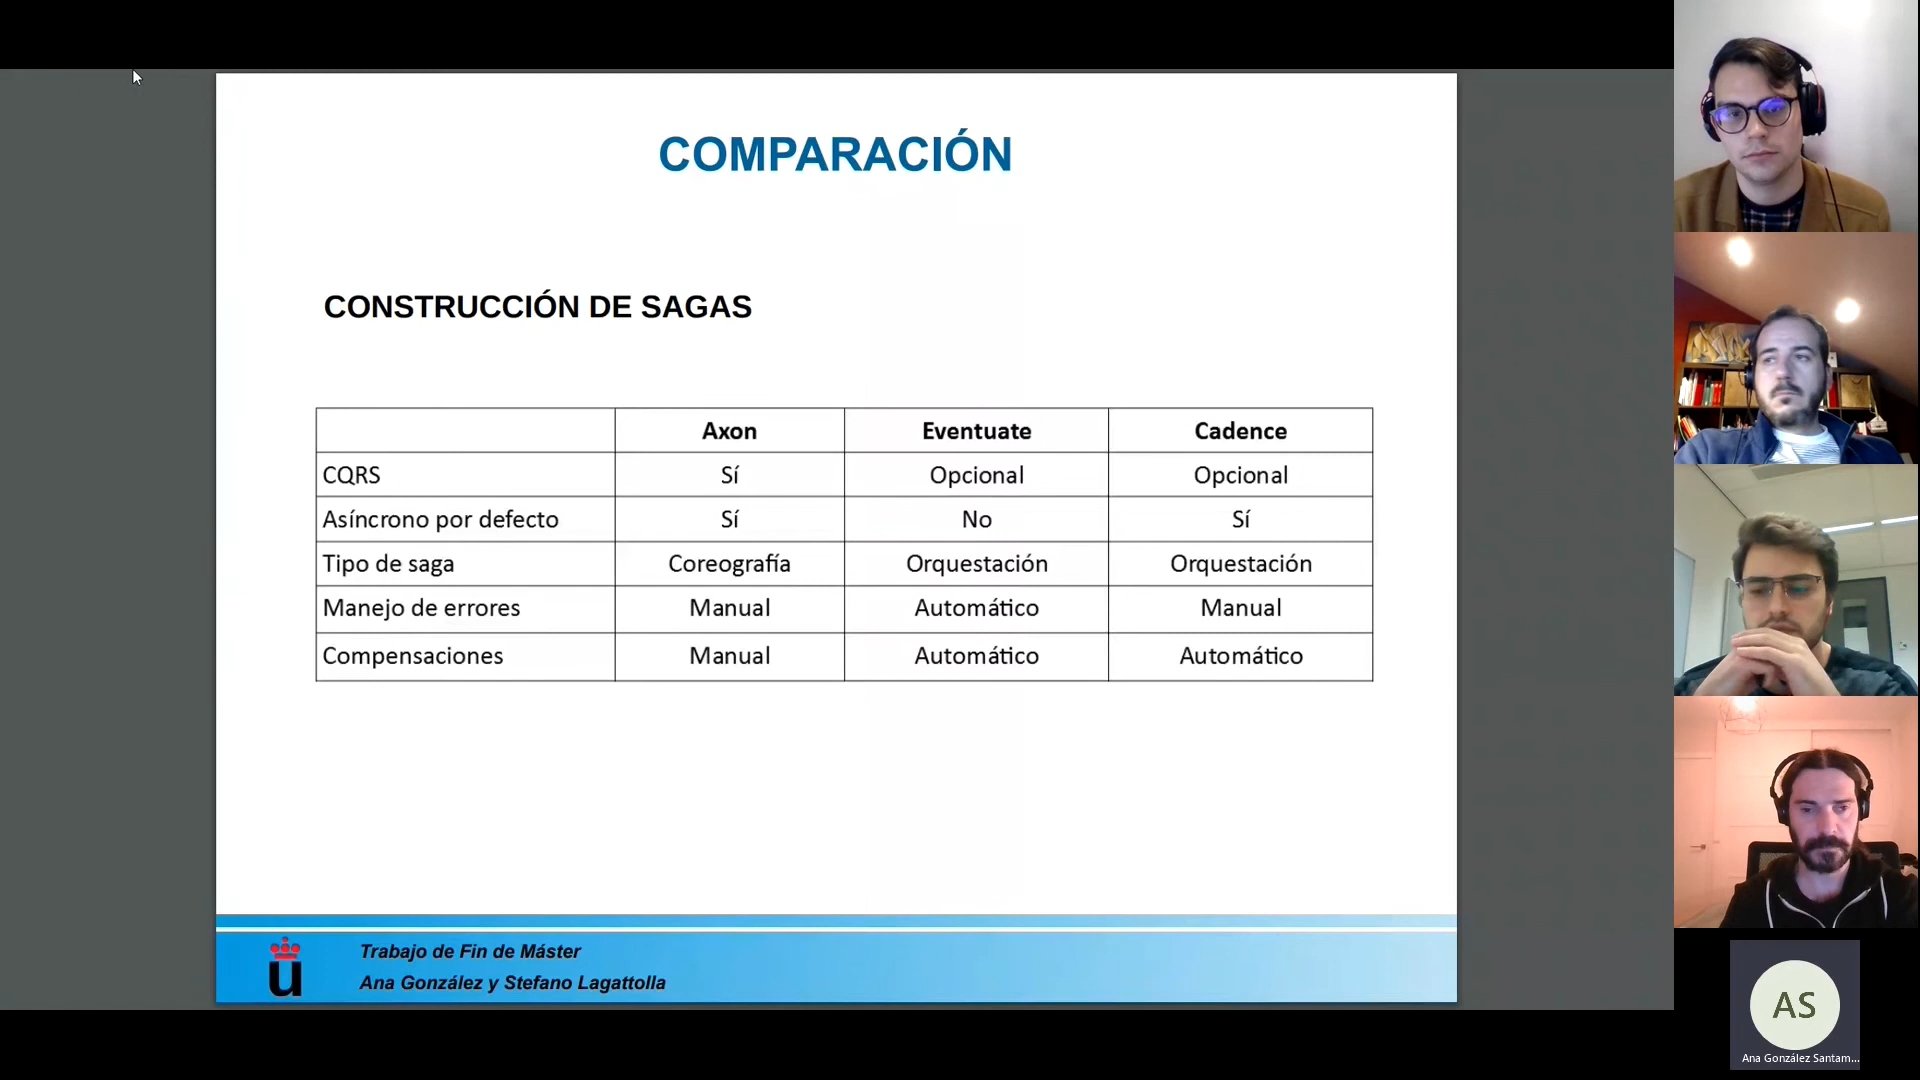 COMPARACIÓN
CONSTRUCCIÓN DE SAGAS
Axon Eventuate Cadence
CQRS Sí Opcional Opcional
Asíncrono por defecto Sí No Sí
Tipo de saga Coreografía Orquestación Orquestación
Manejo de errores Manual Automático Manual
Compensaciones Manual Automático Automático
u
Trabajo de Fin de Máster
Ana González y Stefano Lagattolla
AS
Ana González Santam...